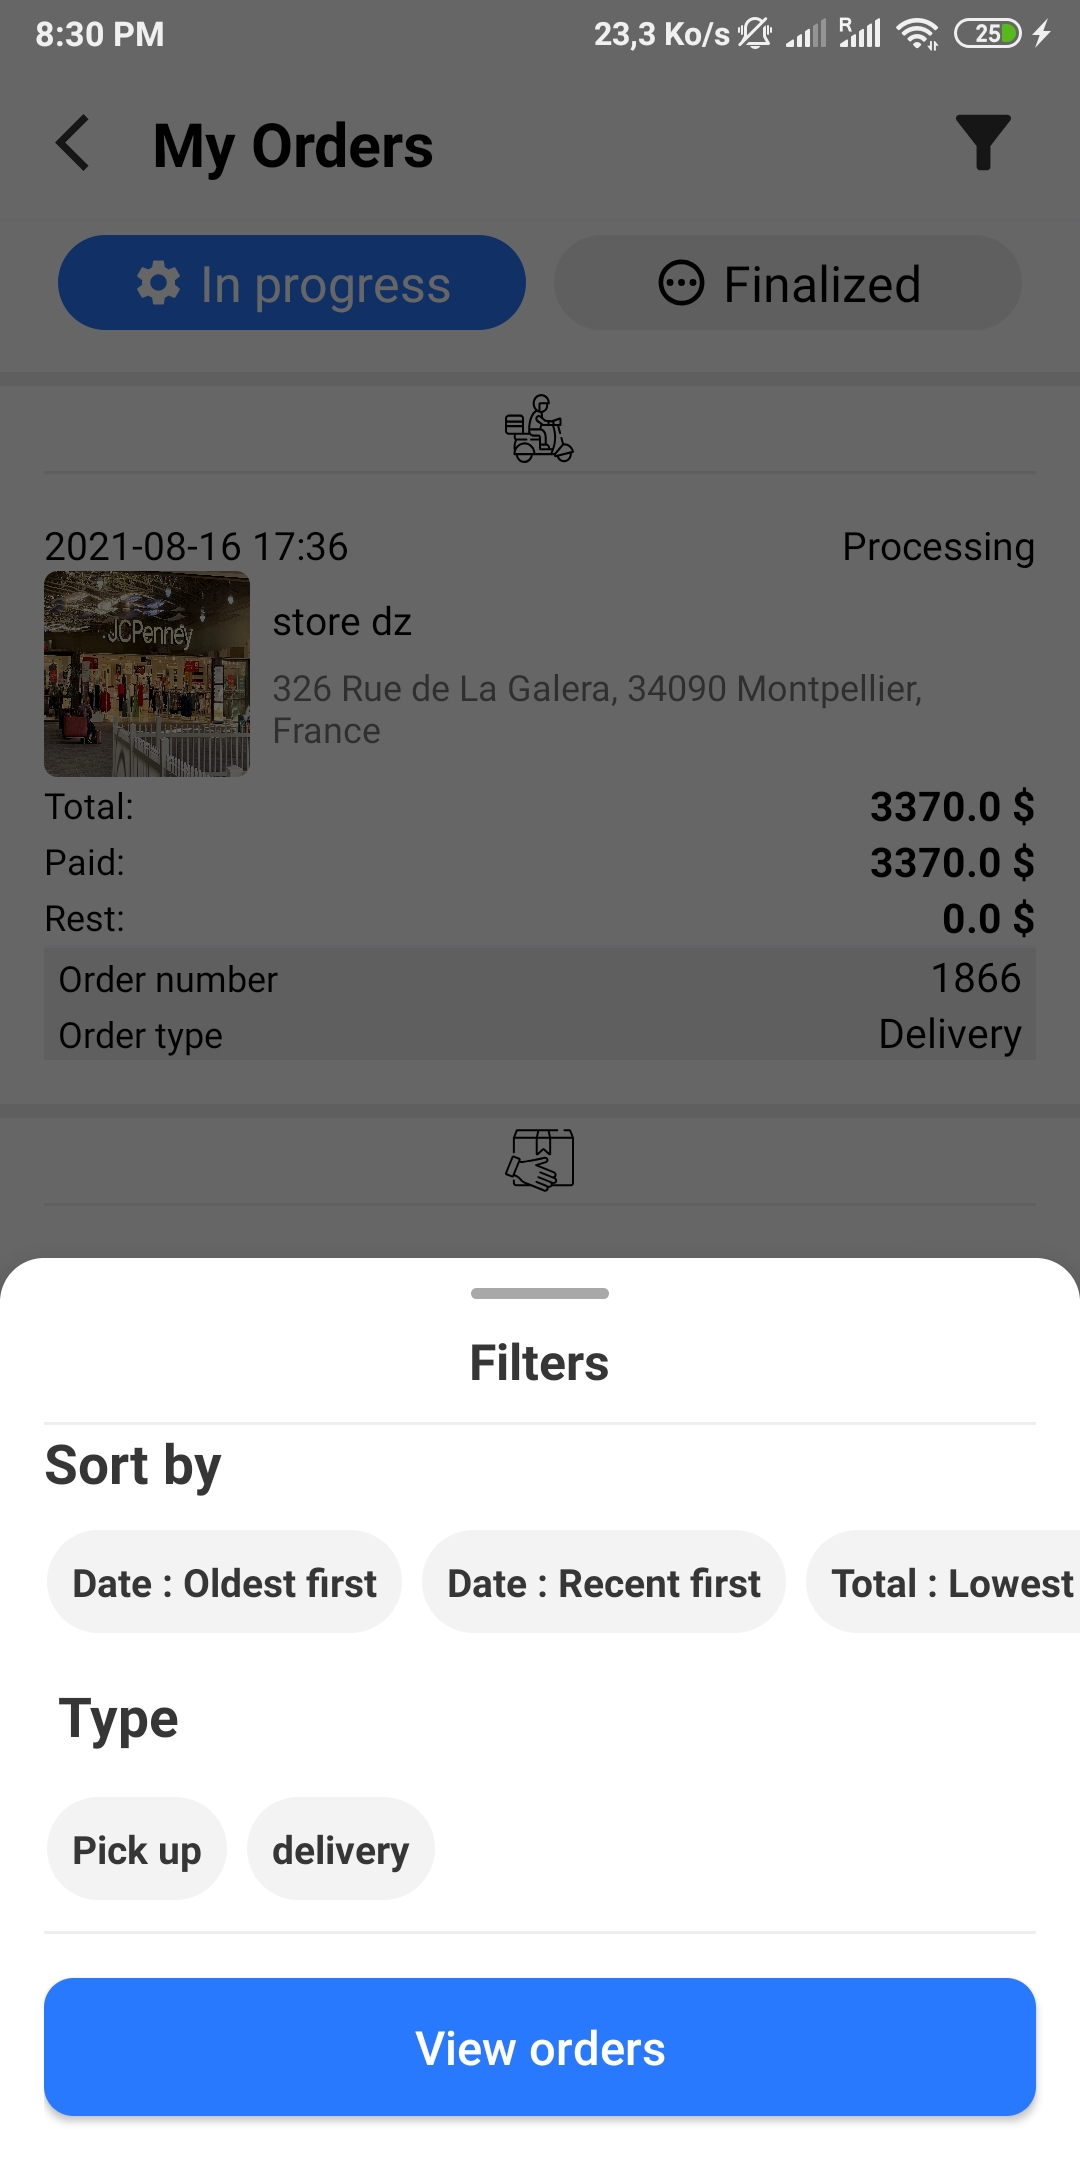 8:30 PM 23,3 Ko/s R 25
My Orders
In progress Finalized
2021-08-16 17:36 Processing
JCPenney
store dz
326 Rue de La Galera, 34090 Montpellier,
France
Total: 3370.0 $
Paid: 3370.0 $
Rest: 0.0 $
Order number 1866
Order type Delivery
Filters
Sort by
Date : Oldest first Date : Recent first Total : Lowest
Type
Pick up delivery
View orders